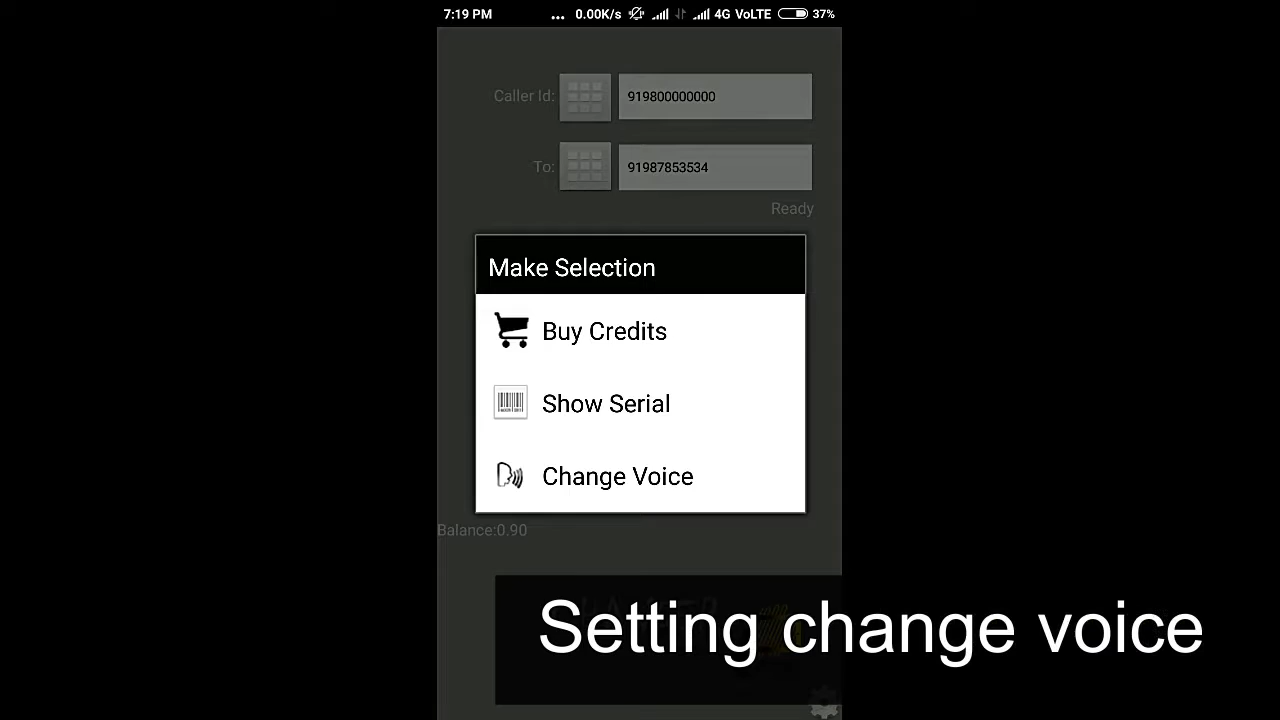 7:19 PM ... 0.00K/s 4G VoLTE 37%
Caller Id: 919800000000
To: 91987853534
Ready
Make Selection
Buy Credits
Show Serial
Change Voice
Balance:0.90
Setting change voice